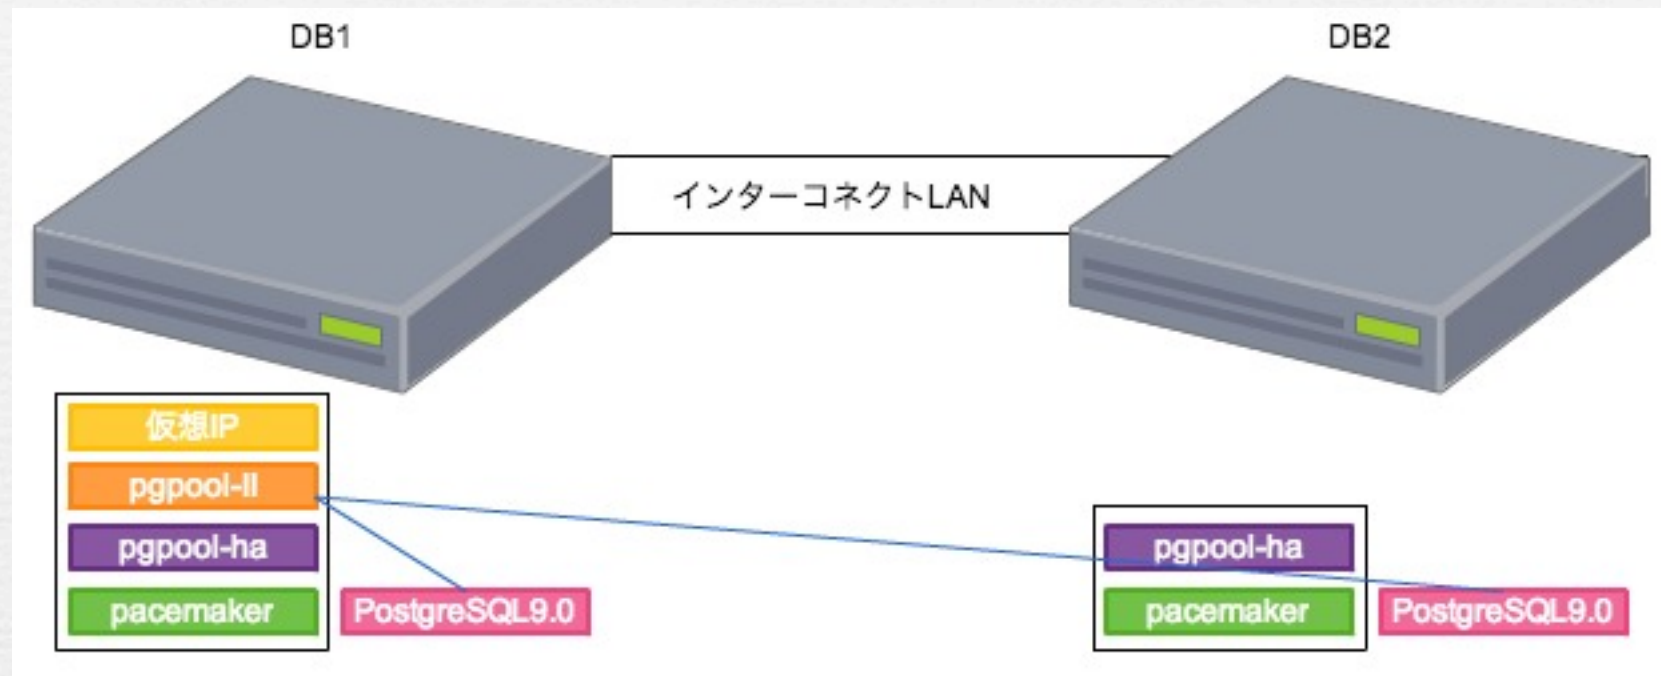 DB1
DB2
インターコネクトLAN
仮想IP
pgpool-II
pgpool-ha
pacemaker
PostgreSQL9.0
pgpool-ha
pacemaker
PostgreSQL9.0